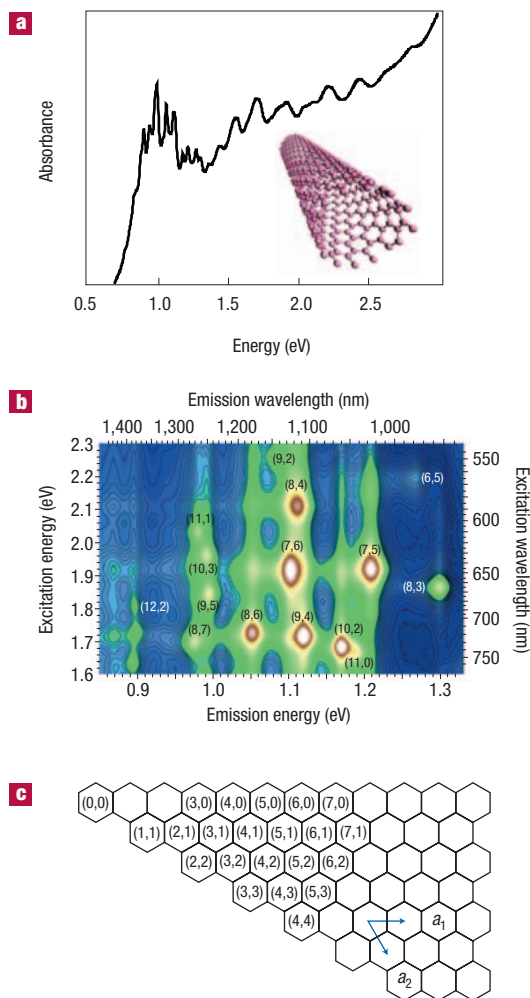 a
Absorbance
0.5 1.0 1.5 2.0 2.5
Energy (eV)
b
Emission wavelength (nm)
1,400 1,300 1,200 1,100 1,000
2.3
2.2
2.1
2.0
1.9
1.8
1.7
1.6
Excitation energy (eV)
550
600
650
700
750
Excitation wavelength (nm)
(9,2)
(6,5)
(8,4)
(11,1)
(7,6) (7,5)
(10,3)
(8,3)
(12,2) (9,5)
(8,7) (8,6) (9,4) (10,2)
(11,0)
0.9 1.0 1.1 1.2 1.3
Emission energy (eV)
c
(0,0) (3,0) (4,0) (5,0) (6,0) (7,0)
(1,1) (2,1) (3,1) (4,1) (5,1) (6,1) (7,1)
(2,2) (3,2) (4,2) (5,2) (6,2)
(3,3) (4,3) (5,3)
(4,4) a1
a2